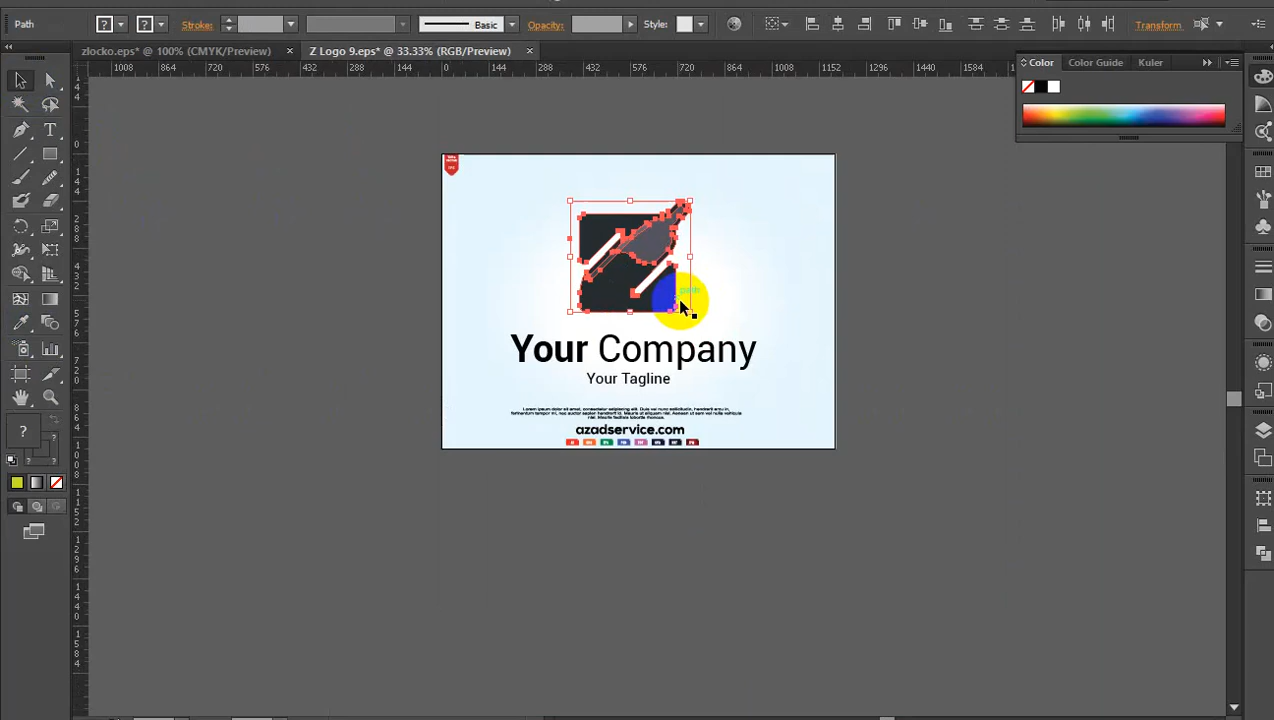 Path
Stroke:
Basic
Opacity:
Style:
Transform
zlocko.eps* @ 100% (CMYK/Preview)
Z Logo 9.eps* @ 33.33% (RGB/Preview)
1008 864 720 576 432 288 144 0 144 288 432 576 720 864 1008 1152 1296 1440 1584
Color
Color Guide
Kuler
Your Company
Your Tagline
azadservice.com
?